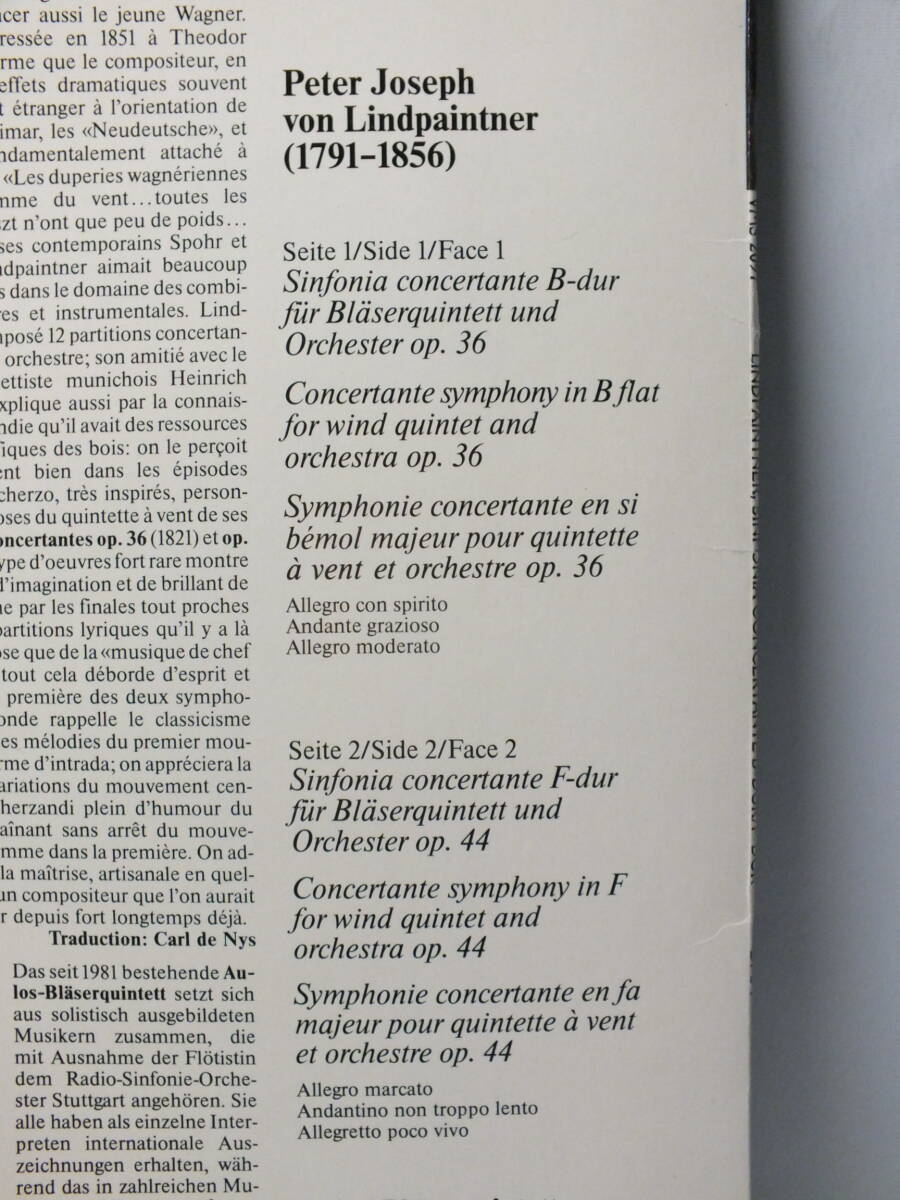 ncer aussi le jeune Wagner.
ressée en 1851 à Theodor
rme que le compositeur, en
effets dramatiques souvent
t étranger à l'orientation de
imar, les «Neudeutsche», et
ndamentalement attaché à
«Les duperies wagnériennes
mme du vent...toutes les
szt n'ont que peu de poids...
ses contemporains Spohr et
ndpaintner aimait beaucoup
s dans le domaine des combi-
res et instrumentales. Lind-
mposé 12 partitions concertan-
orchestre; son amitié avec le
ettiste munichois Heinrich
xplique aussi par la connais-
ndie qu'il avait des ressources
fiques des bois: on le perçoit
ent bien dans les épisodes
cherzo, très inspirés, person-
oses du quintette à vent de ses
oncertantes op. 36 (1821) et op.
ype d'oeuvres fort rare montre
d'imagination et de brillant de
ne par les finales tout proches
partitions lyriques qu'il y a là
ose que de la «musique de chef
tout cela déborde d'esprit et
première des deux sympho-
onde rappelle le classicisme
es mélodies du premier mou-
rme d'intrada; on appréciera la
ariations du mouvement cen-
herzandi plein d'humour du
aînant sans arrêt du mouve-
mme dans la première. On ad-
la maîtrise, artisanale en quel-
un compositeur que l'on aurait
r depuis fort longtemps déjà.
Traduction: Carl de Nys
Das seit 1981 bestehende Au-
los-Bläserquintett setzt sich
aus solistisch ausgebildeten
Musikern zusammen, die
mit Ausnahme der Flötistin
dem Radio-Sinfonie-Orche-
ster Stuttgart angehören. Sie
alle haben als einzelne Inter-
preten internationale Aus-
zeichnungen erhalten, wäh-
rend das in zahlreichen Mu-
Peter Joseph
von Lindpaintner
(1791–1856)
Seite 1/Side 1/Face 1
Sinfonia concertante B-dur
für Bläserquintett und
Orchester op. 36
Concertante symphony in B flat
for wind quintet and
orchestra op. 36
Symphonie concertante en si
bémol majeur pour quintette
à vent et orchestre op. 36
Allegro con spirito
Andante grazioso
Allegro moderato
Seite 2/Side 2/Face 2
Sinfonia concertante F-dur
für Bläserquintett und
Orchester op. 44
Concertante symphony in F
for wind quintet and
orchestra op. 44
Symphonie concertante en fa
majeur pour quintette à vent
et orchestre op. 44
Allegro marcato
Andantino non troppo lento
Allegretto poco vivo